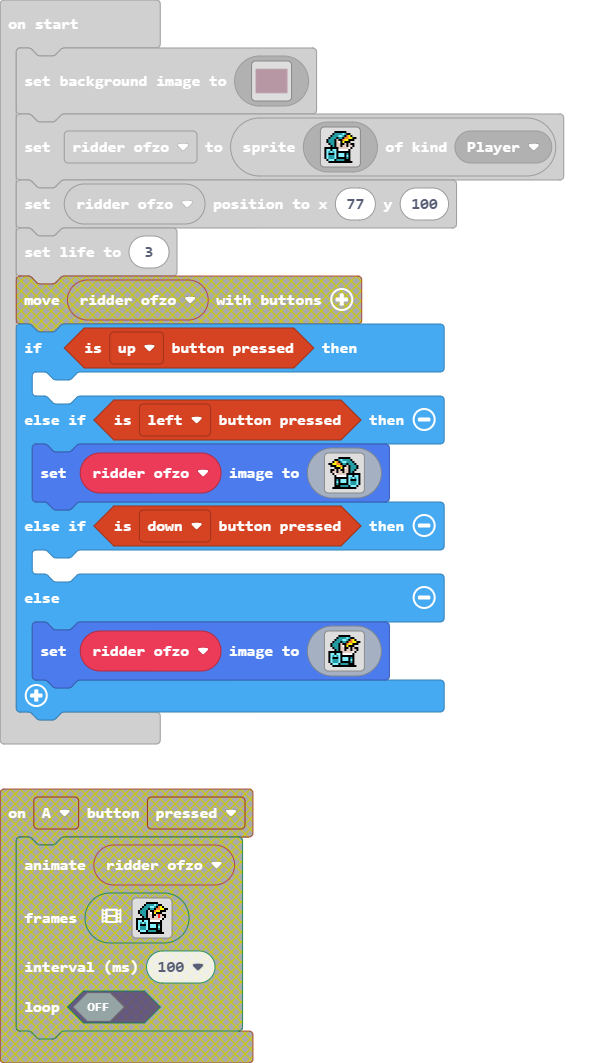 on start
set background image to
set ridder ofzo to sprite of kind Player
set ridder ofzo position to x 77 y 100
set life to 3
move ridder ofzo with buttons
if is up button pressed then
else if is left button pressed then
set ridder ofzo image to
else if is down button pressed then
else
set ridder ofzo image to
on A button pressed
animate ridder ofzo
frames
interval (ms) 100
loop OFF